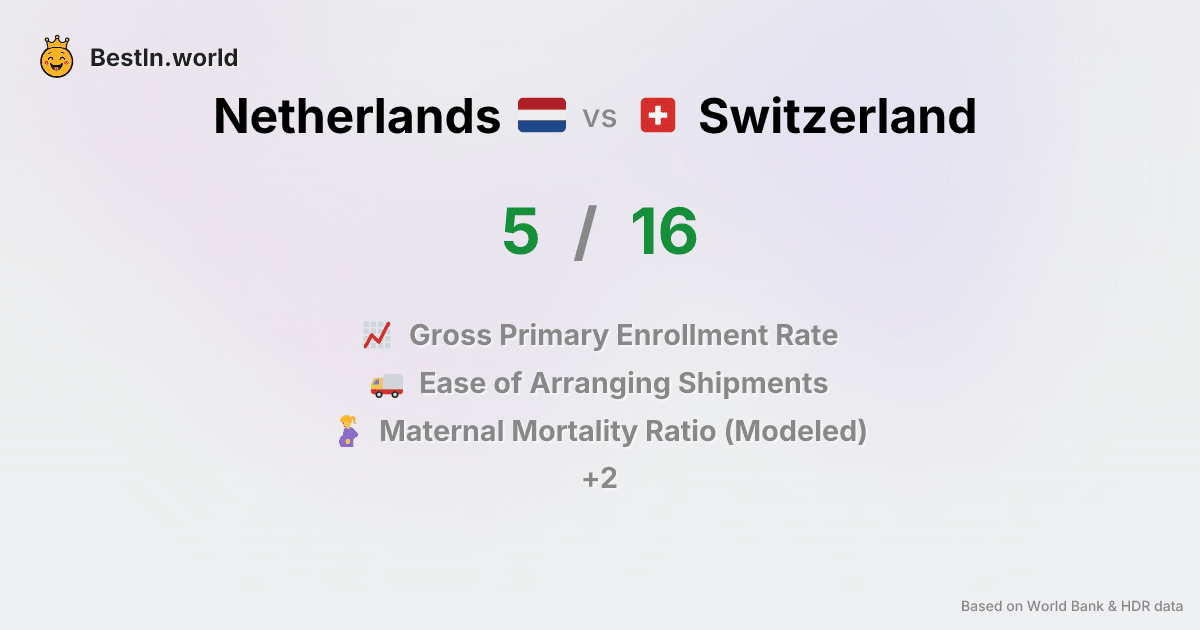 BestIn.world
Netherlands vs Switzerland
5 / 16
Gross Primary Enrollment Rate
Ease of Arranging Shipments
Maternal Mortality Ratio (Modeled)
+2
Based on World Bank & HDR data